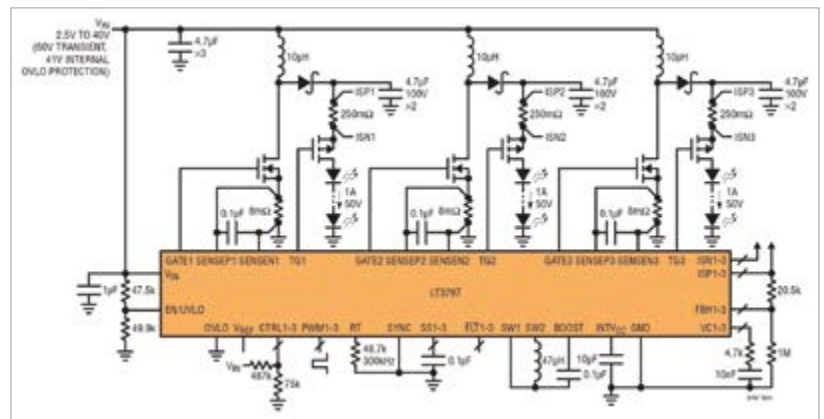 VIN
2.5V TO 40V
(60V TRANSIENT,
41V INTERNAL
OVLO PROTECTION)
4.7µF
×3
10µH
ISP1
250mΩ
ISN1
4.7µF
100V
×2
1A
50V
0.1µF
8mΩ
10µH
ISP2
250mΩ
ISN2
4.7µF
100V
×2
1A
50V
0.1µF
8mΩ
10µH
ISP3
250mΩ
ISN3
4.7µF
100V
×2
1A
50V
0.1µF
8mΩ
GATE1 SENSEP1 SENSEN1 TG1
GATE2 SENSEP2 SENSEN2 TG2
GATE3 SENSEP3 SENSEN3 TG3
ISN1-3
ISP1-3
VIN
LT3797
EN/UVLO
FBH1-3
VC1-3
OVLO VREF CTRL1-3 PWM1-3 RT SYNC SS1-3 FLT1-3 SW1 SW2 BOOST INTVCC GND
1µF
47.5k
49.9k
VIN
487k
75k
48.7k
300kHz
0.1µF
47µH
10µF
0.1µF
20.5k
4.7k
10nF
1M